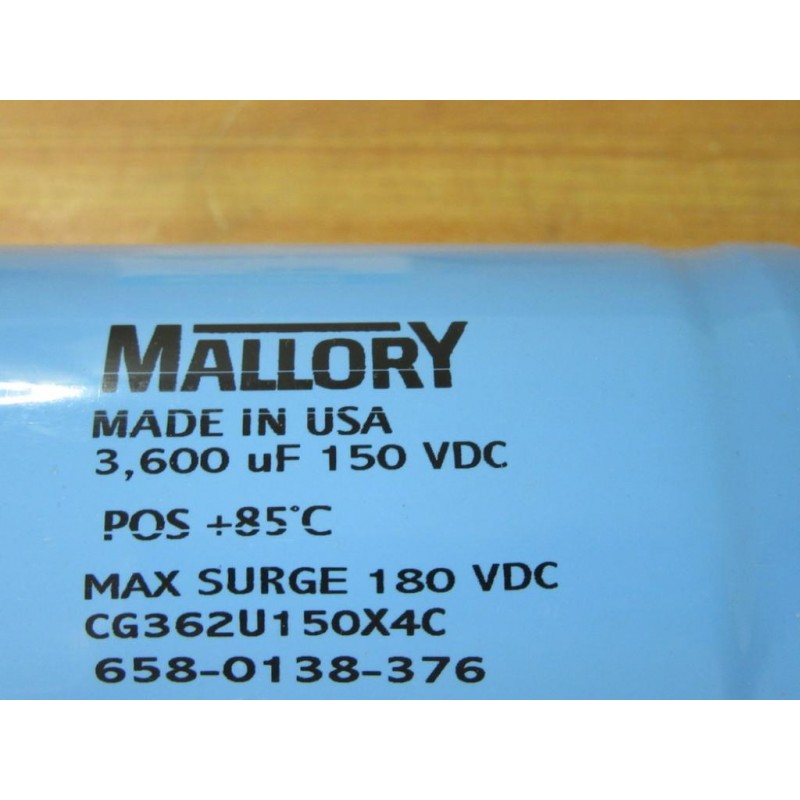 MALLORY
MADE IN USA
3,600 uF 150 VDC
POS +85°C
MAX SURGE 180 VDC
CG362U150X4C
658-0138-376